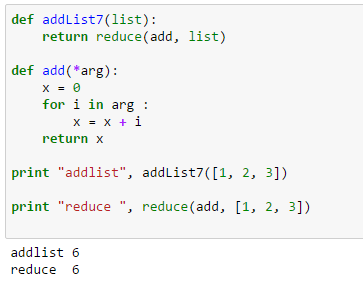 def addList7(list):
    return reduce(add, list)
def add(*arg):
    x = 0
    for i in arg :
        x = x + i
    return x
print "addlist", addList7([1, 2, 3])
print "reduce ", reduce(add, [1, 2, 3])
addlist 6
reduce  6